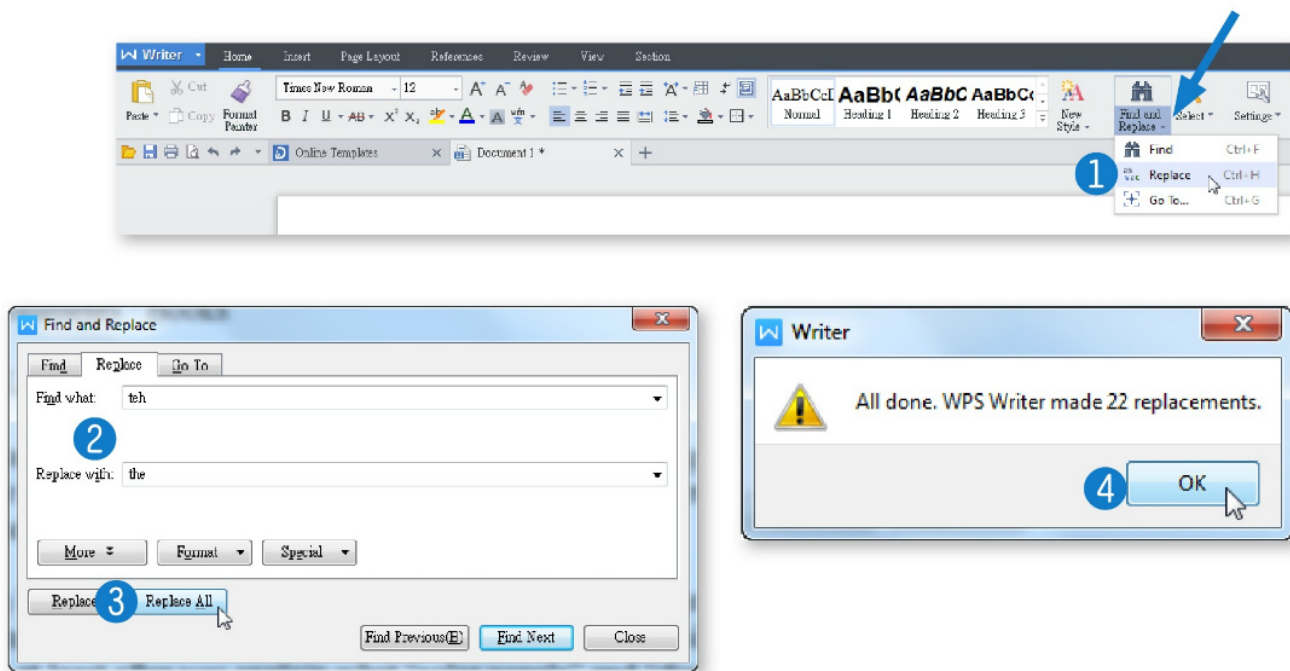 Writer Home Insert Page Layout References Review View Section
Cut
Paste Copy Format Painter
Times New Roman 12
B I U AB X² X₂ A A wén
AaBbCcI AaBb( AaBbC AaBbC(
Normal Heading 1 Heading 2 Heading 3
New Style
Find and Replace
Select
Settings
Online Templates Document 1 *
Find Ctrl+F
1 Replace Ctrl+H
Go To... Ctrl+G
Find and Replace
Find Replace Go To
Find what: teh
2
Replace with: the
More Format Special
Replace 3 Replace All
Find Previous(E) Find Next Close
Writer
All done. WPS Writer made 22 replacements.
4 OK